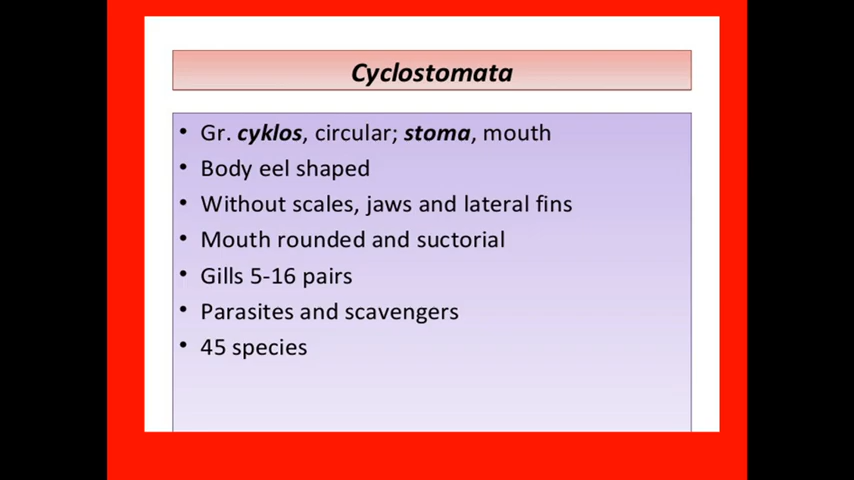 Cyclostomata
• Gr. cyklos, circular; stoma, mouth
• Body eel shaped
• Without scales, jaws and lateral fins
• Mouth rounded and suctorial
• Gills 5-16 pairs
• Parasites and scavengers
• 45 species